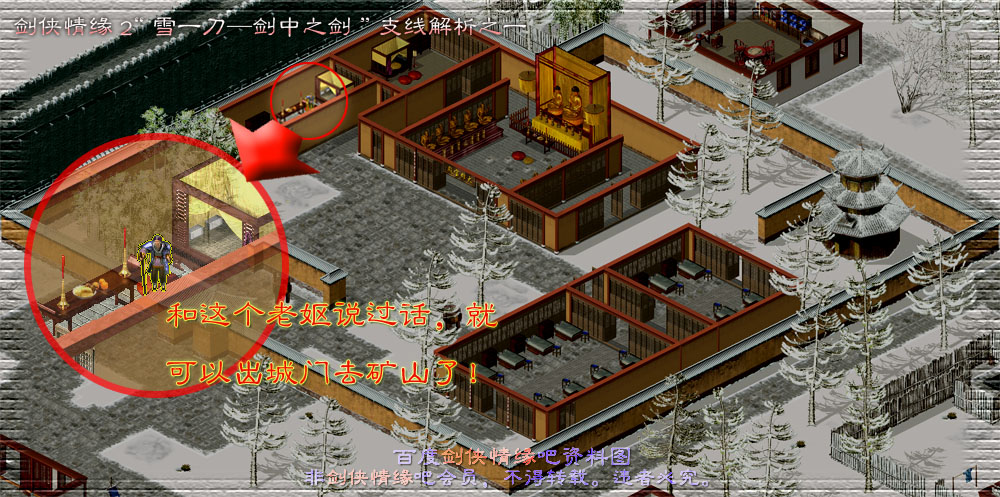 剑侠情缘 2“雪一刀—剑中之剑 ”支线解析之一
和这个老妪说过话，就
可以出城门去矿山了！
百度剑侠情缘吧资料图
非剑侠情缘吧会员，不得转载。违者必究。